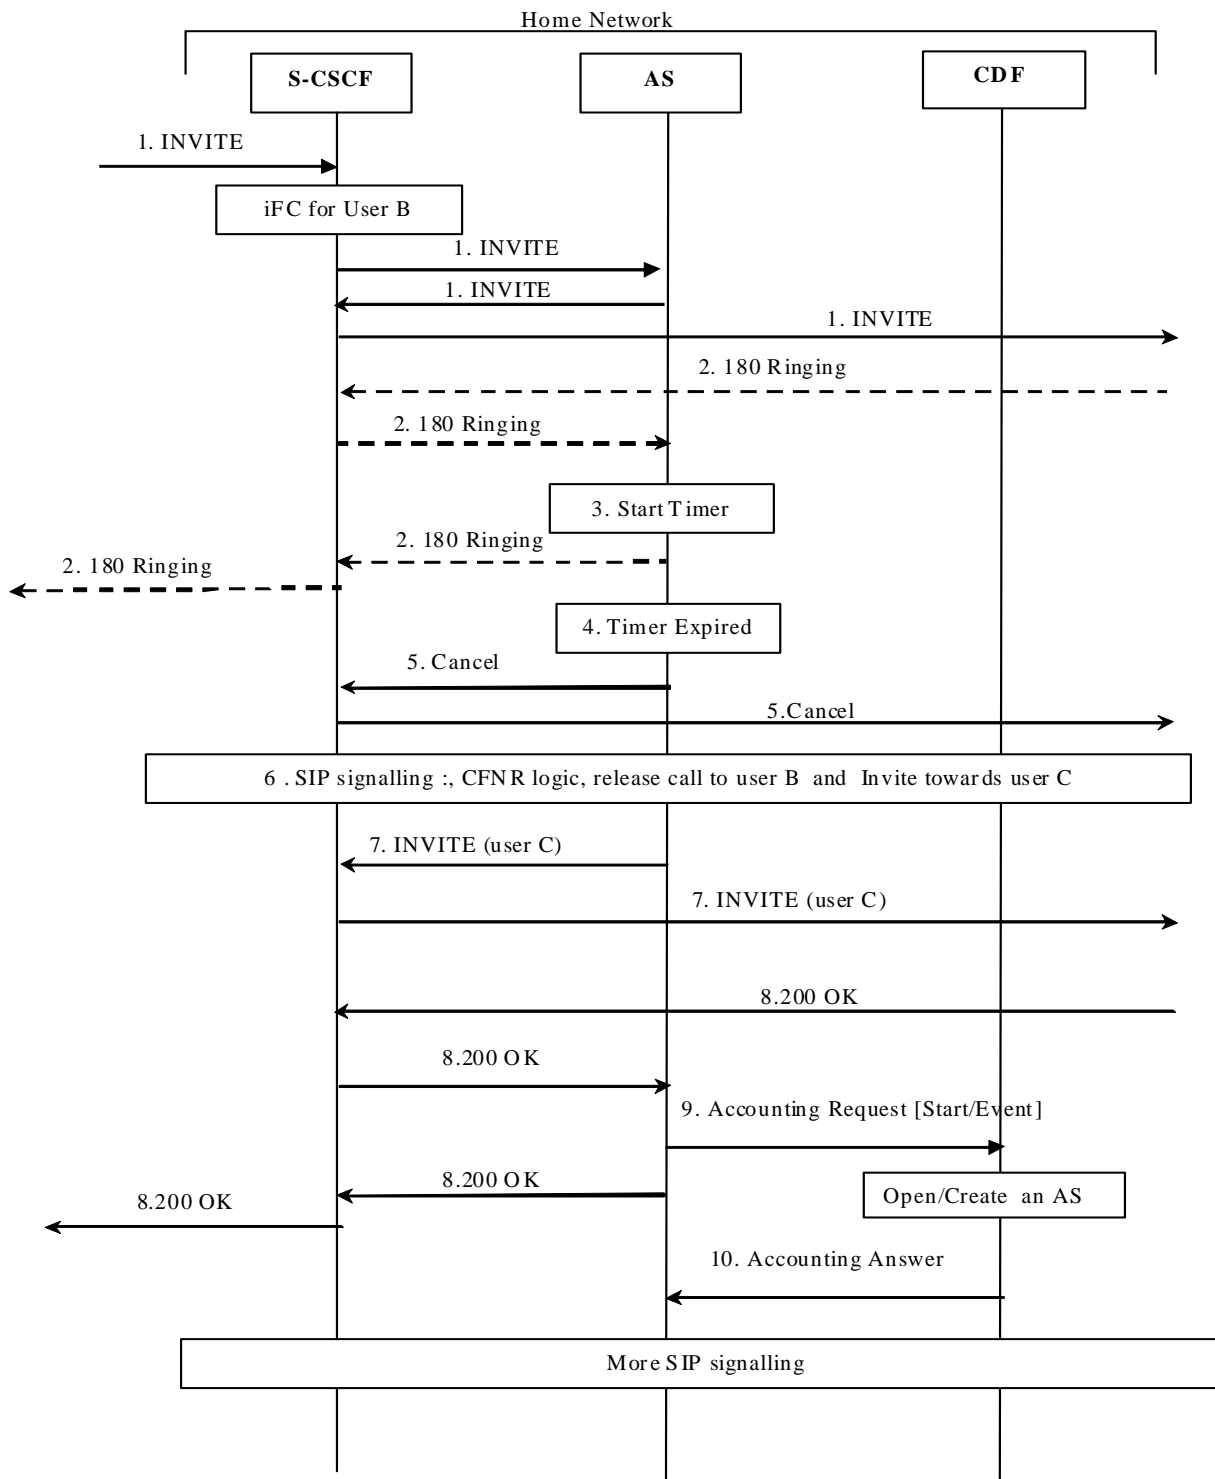 Home Network
S-CSCF
AS
CDF
1. INVITE
iFC for User B
1. INVITE
1. INVITE
1. INVITE
2. 180 Ringing
2. 180 Ringing
3. Start Timer
2. 180 Ringing
2. 180 Ringing
4. Timer Expired
5. Cancel
5.Cancel
6 . SIP signalling :, CFNR logic, release call to user B and Invite towards user C
7. INVITE (user C)
7. INVITE (user C)
8.200 OK
8.200 OK
9. Accounting Request [Start/Event]
8.200 OK
Open/Create an AS
8.200 OK
10. Accounting Answer
More SIP signalling